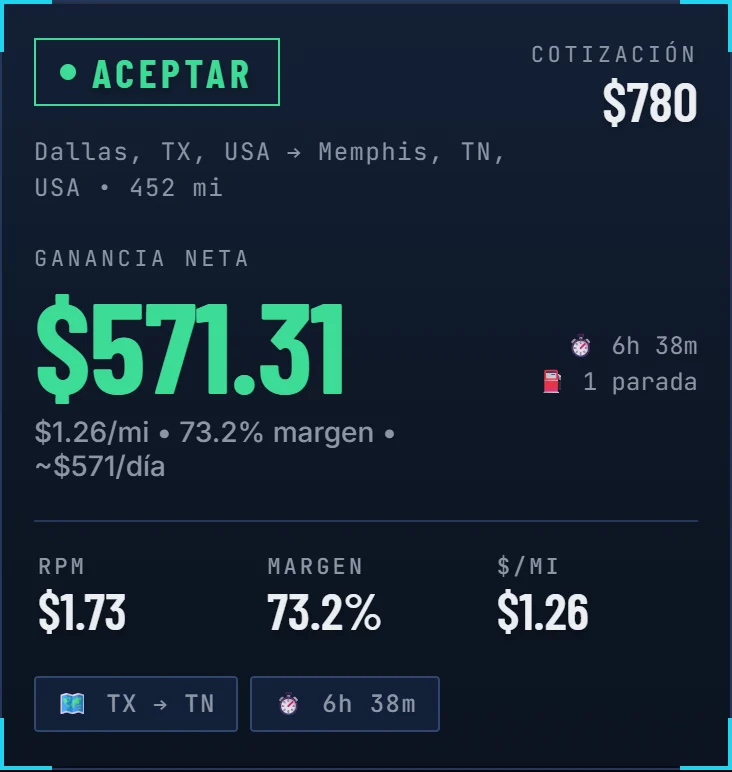 ACEPTAR
COTIZACIÓN
$780
Dallas, TX, USA → Memphis, TN,
USA • 452 mi
GANANCIA NETA
$571.31
6h 38m
1 parada
$1.26/mi • 73.2% margen •
~$571/día
RPM MARGEN $/MI
$1.73 73.2% $1.26
TX → TN 6h 38m